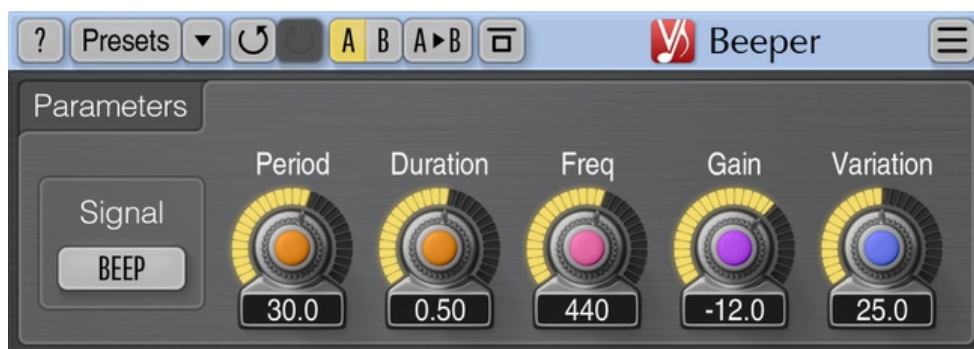 ? Presets A B A▶B Beeper
Parameters
Period Duration Freq Gain Variation
Signal
BEEP
30.0 0.50 440 -12.0 25.0